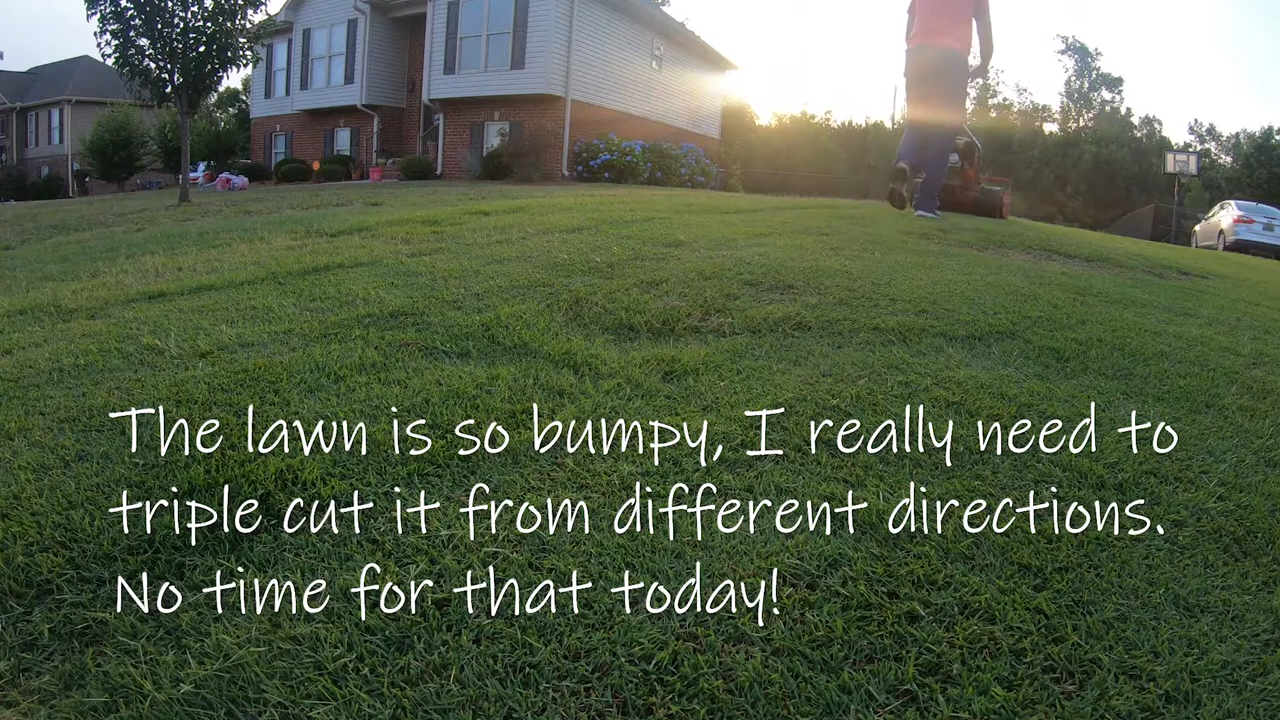 The lawn is so bumpy, I really need to
triple cut it from different directions.
No time for that today!